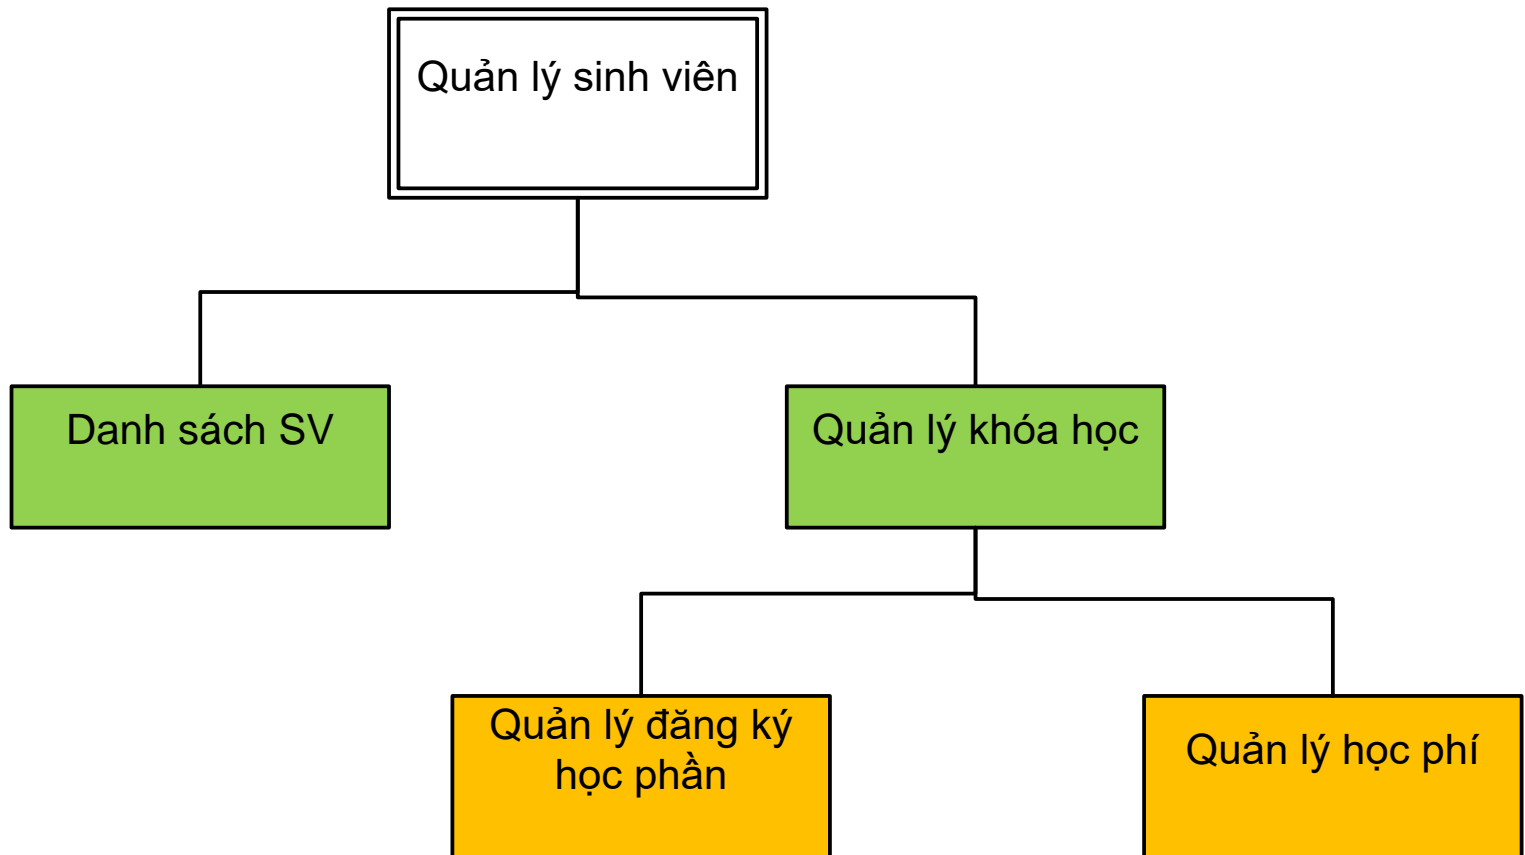 Quản lý sinh viên
Danh sách SV
Quản lý khóa học
Quản lý đăng ký
học phần
Quản lý học phí